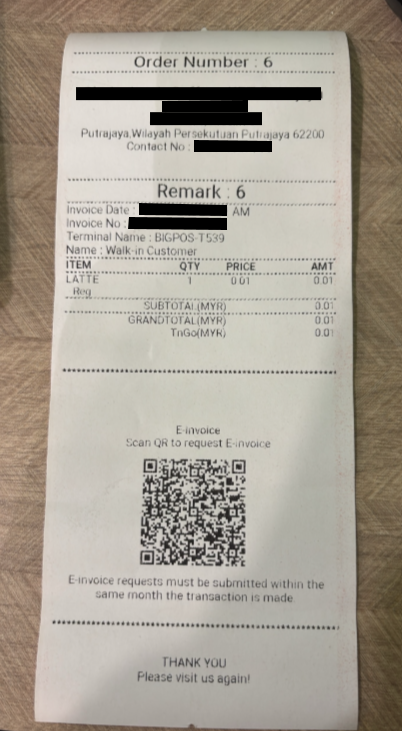 Order Number : 6
Putrajaya,Wilayah Persekutuan Putrajaya 62200
Contact No :
Remark : 6
Invoice Date : AM
Invoice No :
Terminal Name : BIGPOS-T539
Name : Walk-in Customer
ITEM QTY PRICE AMT
LATTE 1 0.01 0.01
Reg
SUBTOTAL(MYR) 0.01
GRANDTOTAL(MYR) 0.01
TnGo(MYR) 0.01
E-invoice
Scan QR to request E-invoice
E-invoice requests must be submitted within the
same month the transaction is made
THANK YOU
Please visit us again!